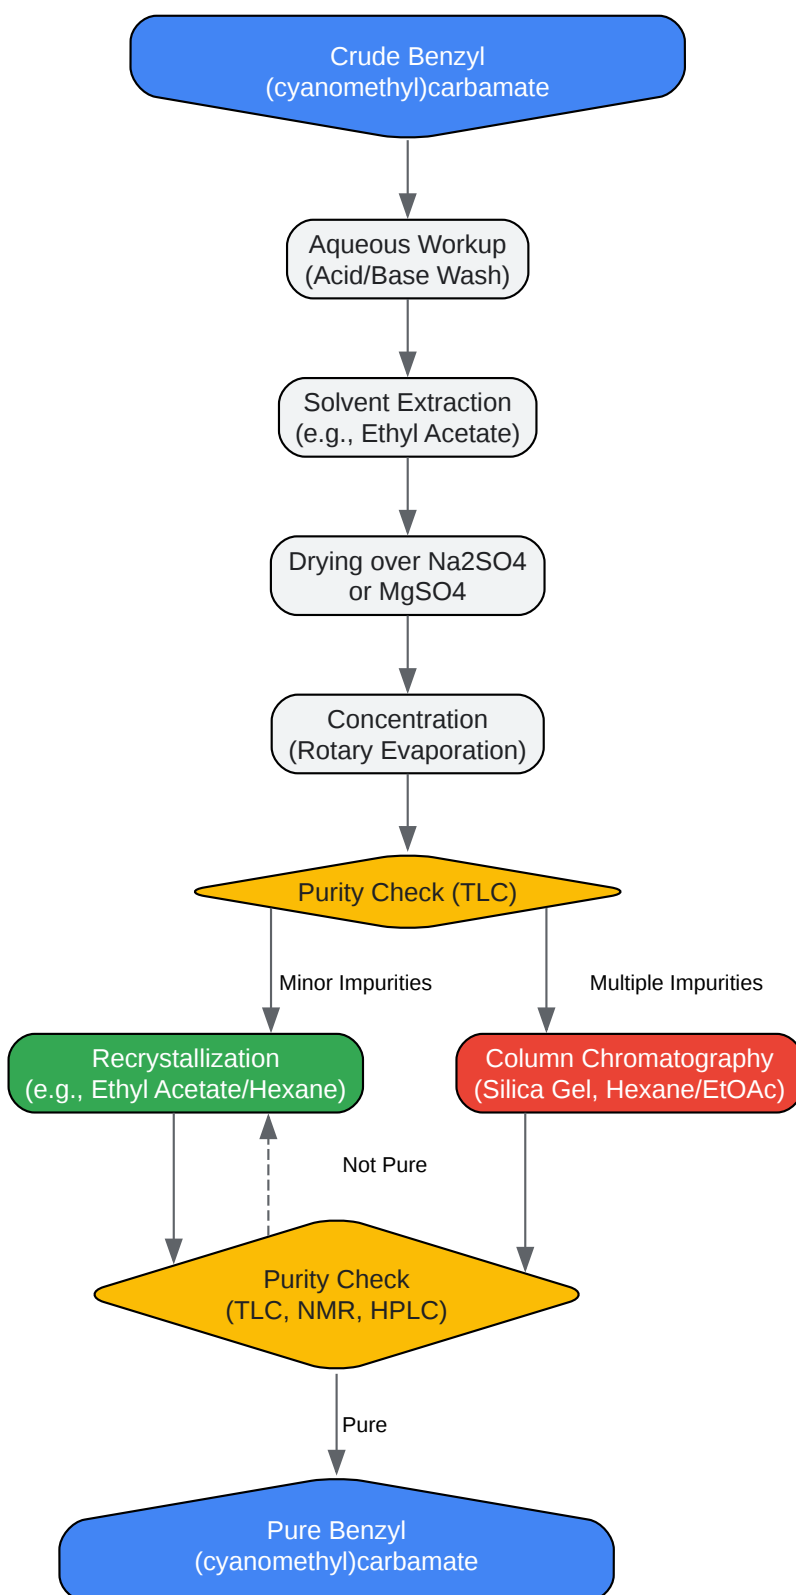 Crude Benzyl
(cyanomethyl)carbamate
Aqueous Workup
(Acid/Base Wash)
Solvent Extraction
(e.g., Ethyl Acetate)
Drying over Na2SO4
or MgSO4
Concentration
(Rotary Evaporation)
Purity Check (TLC)
Minor Impurities
Multiple Impurities
Recrystallization
(e.g., Ethyl Acetate/Hexane)
Column Chromatography
(Silica Gel, Hexane/EtOAc)
Not Pure
Purity Check
(TLC, NMR, HPLC)
Pure
Pure Benzyl
(cyanomethyl)carbamate